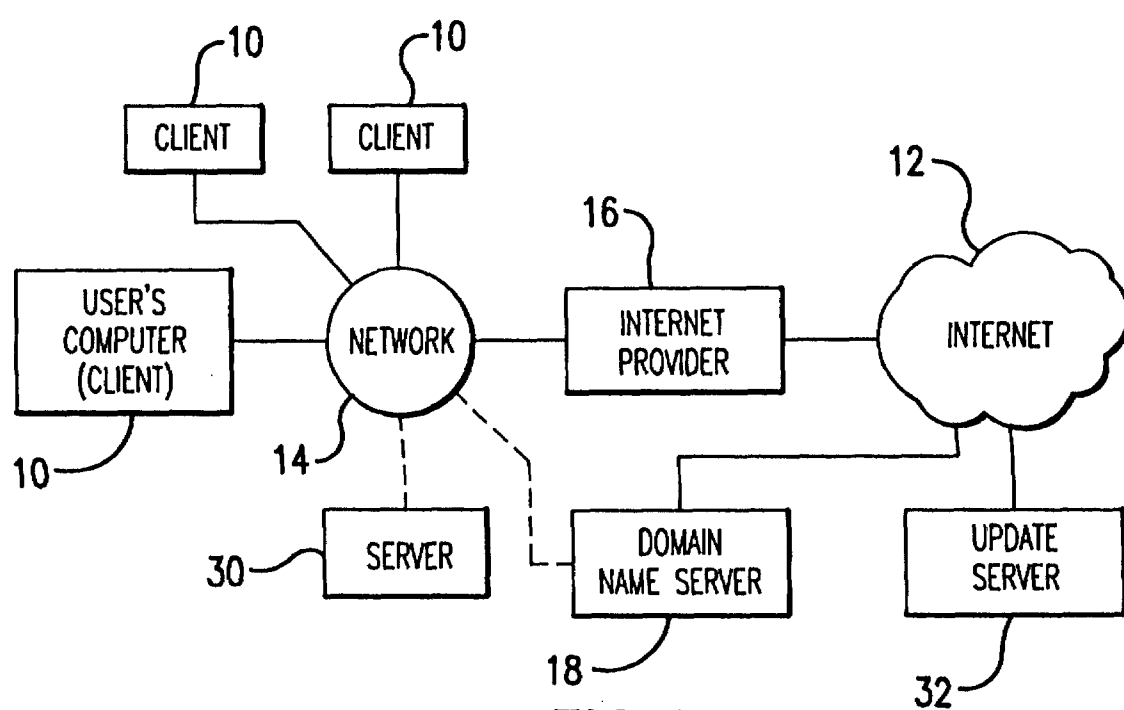 10
10
CLIENT
CLIENT
12
16
USER'S
COMPUTER
(CLIENT)
NETWORK
INTERNET
PROVIDER
INTERNET
10
14
30
SERVER
DOMAIN
NAME SERVER
UPDATE
SERVER
18
32